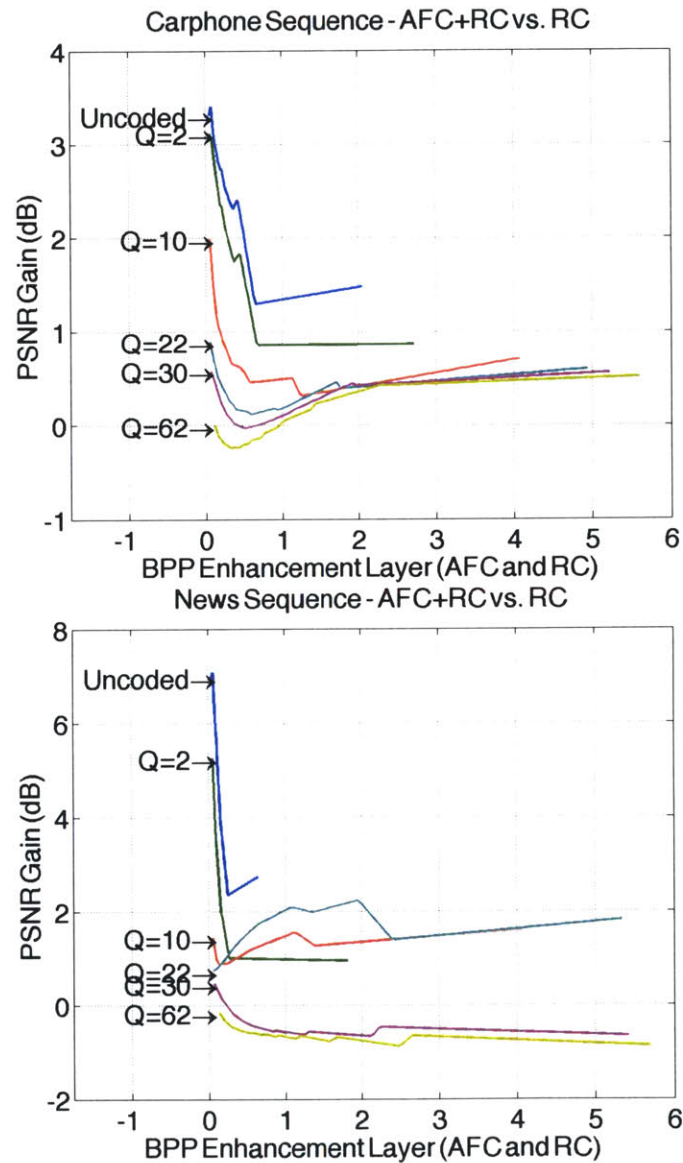 Carphone Sequence - AFC+RC vs. RC
4
3
2
1
0
-1
PSNR Gain (dB)
Uncoded
Q=2
Q=10
Q=22
Q=30
Q=62
-1 0 1 2 3 4 5 6
BPP Enhancement Layer (AFC and RC)
News Sequence - AFC+RC vs. RC
8
6
4
2
0
-2
PSNR Gain (dB)
Uncoded
Q=2
Q=10
Q=22
Q=30
Q=62
-1 0 1 2 3 4 5 6
BPP Enhancement Layer (AFC and RC)